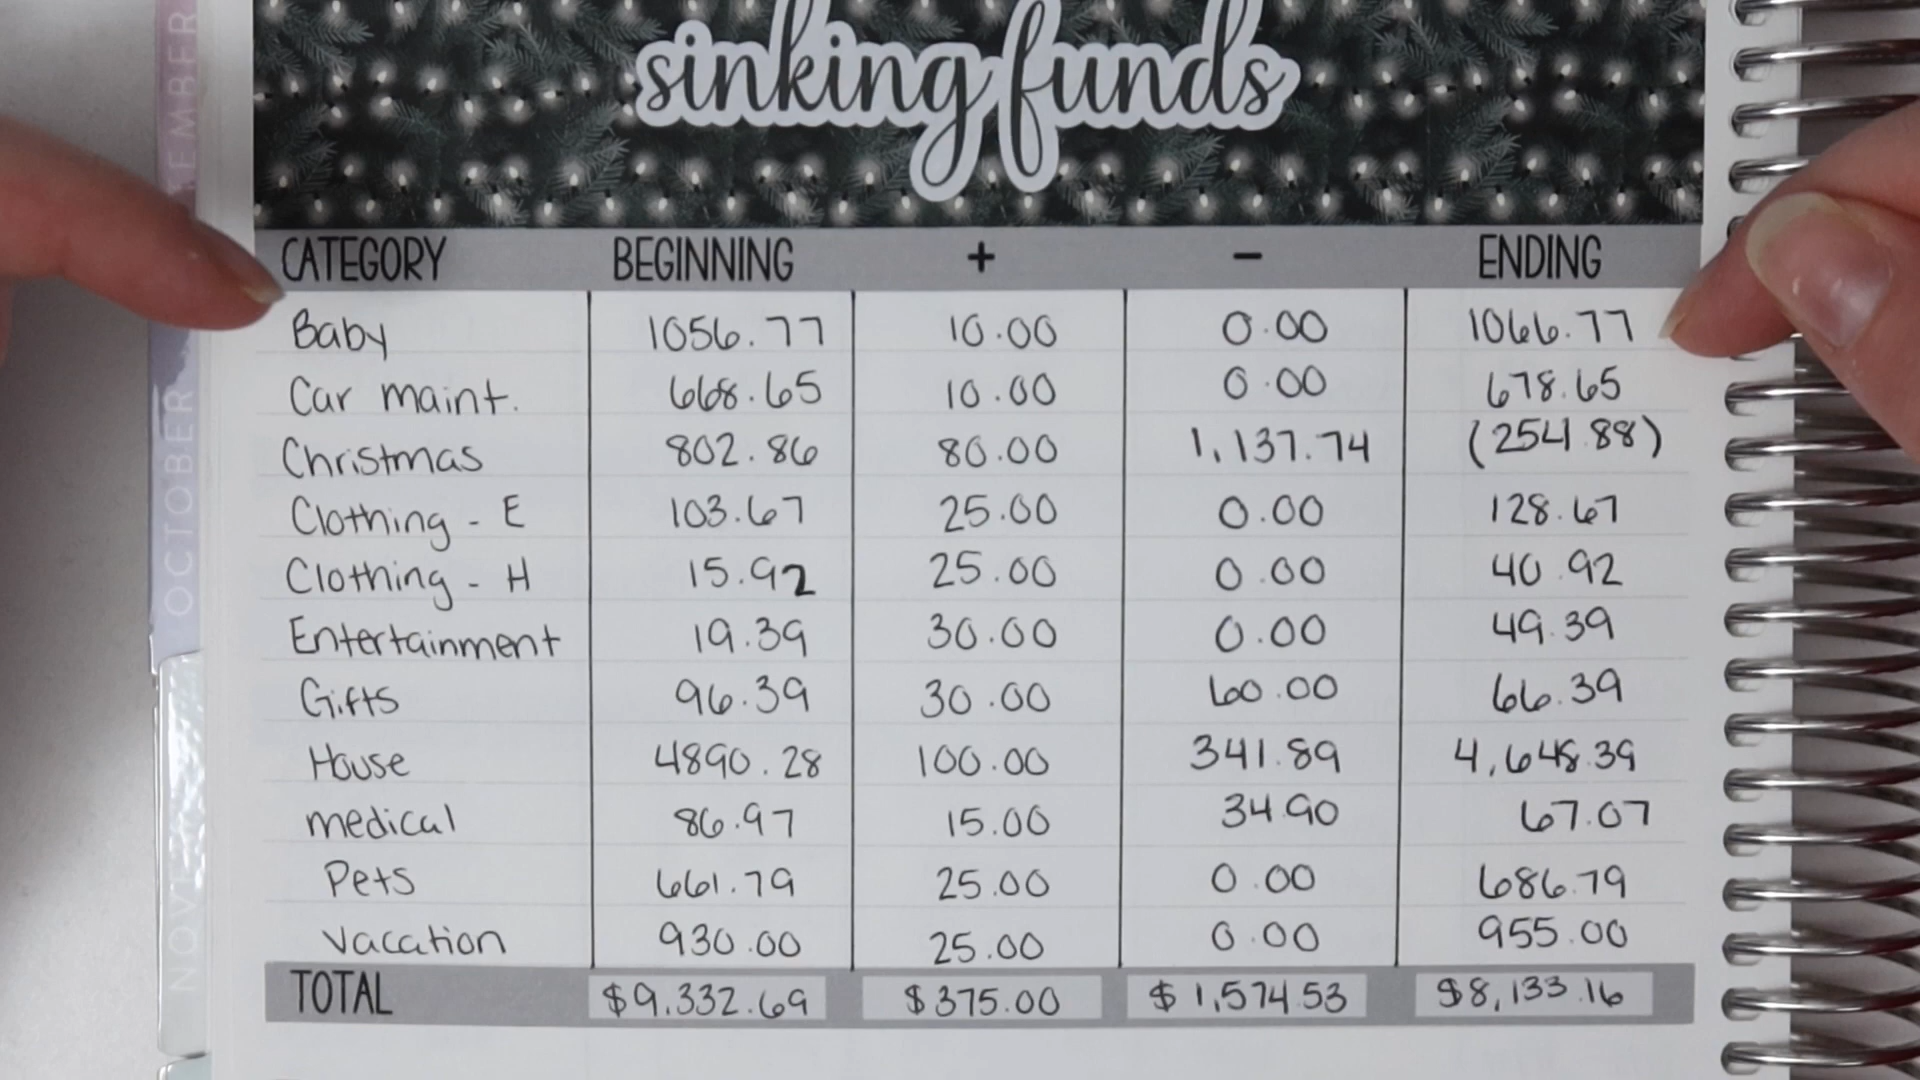 sinking funds
CATEGORY BEGINNING + - ENDING
Baby 1056.77 10.00 0.00 1066.77
Car maint. 668.65 10.00 0.00 678.65
Christmas 802.86 80.00 1,137.74 (254.88)
Clothing - E 103.67 25.00 0.00 128.67
Clothing - H 15.92 25.00 0.00 40.92
Entertainment 19.39 30.00 0.00 49.39
Gifts 96.39 30.00 60.00 66.39
House 4890.28 100.00 341.89 4,648.39
medical 86.97 15.00 34.90 67.07
Pets 661.79 25.00 0.00 686.79
vacation 930.00 25.00 0.00 955.00
TOTAL $9,332.69 $375.00 $1,574.53 $8,133.16
EMBER
OCTOBER
NOVE